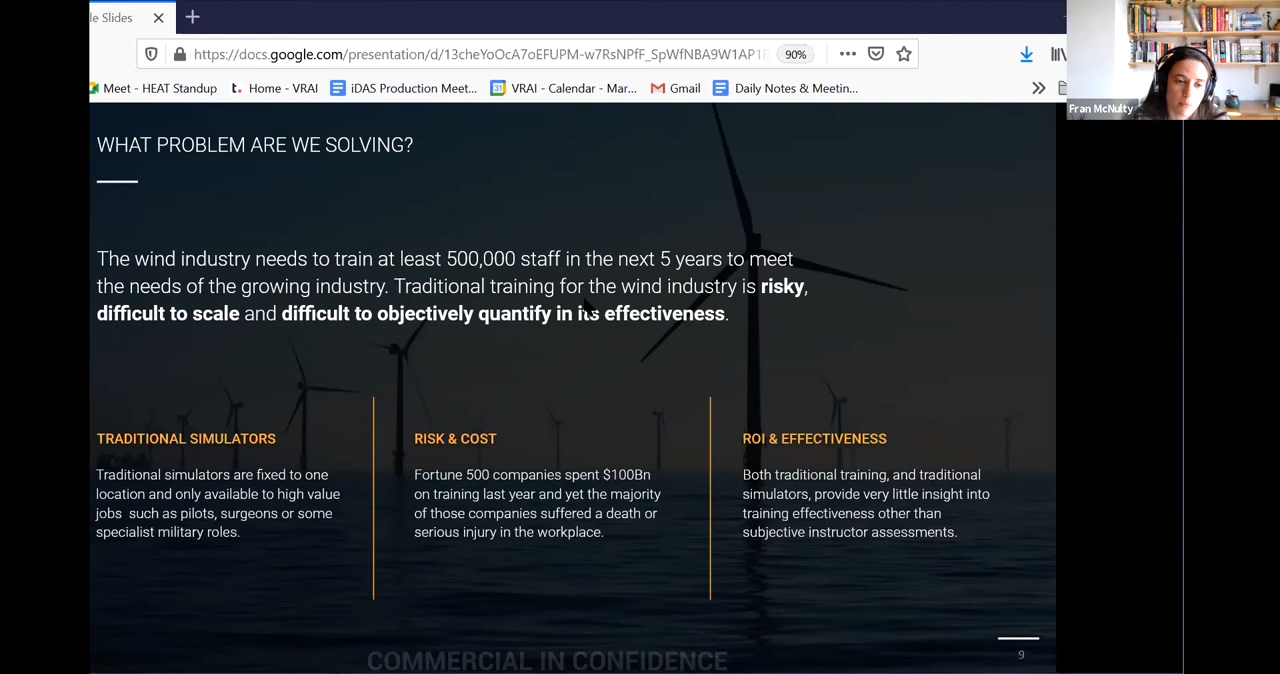 le Slides
https://docs.google.com/presentation/d/13cheYoOcA7oEFUPM-w7RsNPfF_SpWfNBA9W1AP1
90%
Meet - HEAT Standup
t. Home - VRAI
iDAS Production Meet...
31 VRAI - Calendar - Mar...
Gmail
Daily Notes & Meetin...
Fran McNulty
WHAT PROBLEM ARE WE SOLVING?
The wind industry needs to train at least 500,000 staff in the next 5 years to meet
the needs of the growing industry. Traditional training for the wind industry is risky,
difficult to scale and difficult to objectively quantify in its effectiveness.
TRADITIONAL SIMULATORS
Traditional simulators are fixed to one
location and only available to high value
jobs such as pilots, surgeons or some
specialist military roles.
RISK & COST
Fortune 500 companies spent $100Bn
on training last year and yet the majority
of those companies suffered a death or
serious injury in the workplace.
ROI & EFFECTIVENESS
Both traditional training, and traditional
simulators, provide very little insight into
training effectiveness other than
subjective instructor assessments.
COMMERCIAL IN CONFIDENCE
9